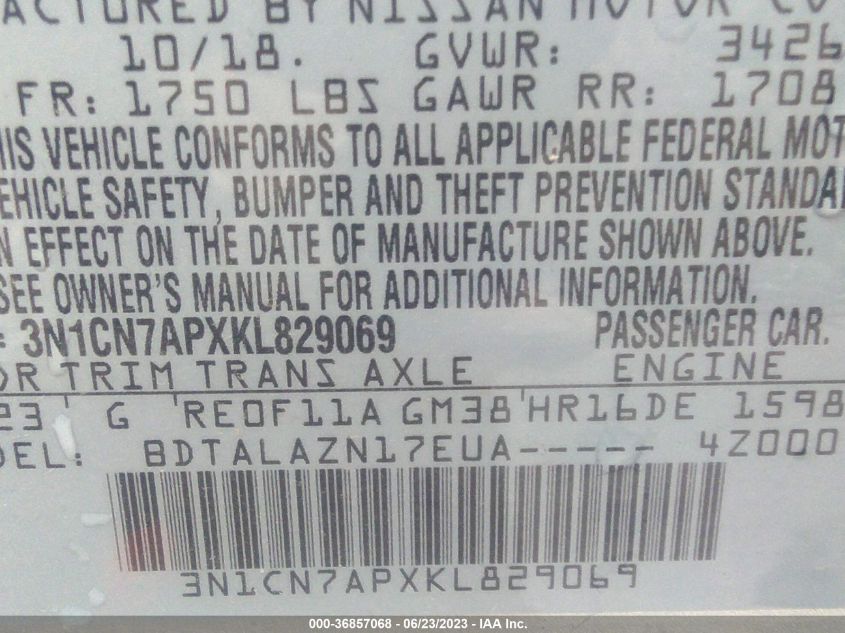 ACTURED BY NISSAN MOTOR CO
10/18. GVWR: 3426
FR: 1750 LBS GAWR RR: 1708
HIS VEHICLE CONFORMS TO ALL APPLICABLE FEDERAL MOT
EHICLE SAFETY, BUMPER AND THEFT PREVENTION STANDA
N EFFECT ON THE DATE OF MANUFACTURE SHOWN ABOVE.
SEE OWNER'S MANUAL FOR ADDITIONAL INFORMATION.
: 3N1CN7APXKL829069 PASSENGER CAR.
OR TRIM TRANS AXLE ENGINE
23 G RE0F11A GM38 HR16DE 1598
DEL: BDTALAZN17EUA----- 4Z000
3N1CN7APXKL829069
000-36857068 - 06/23/2023 - IAA Inc.